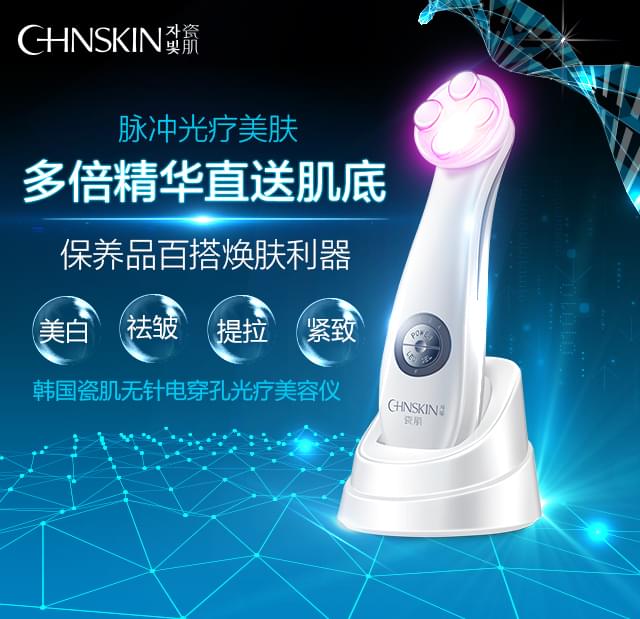 CHNSKIN 자빛 瓷肌
脉冲光疗美肤
多倍精华直送肌底
保养品百搭焕肤利器
美白 祛皱 提拉 紧致
韩国瓷肌无针电穿孔光疗美容仪
POWER
CHNSKIN 자빛
瓷肌